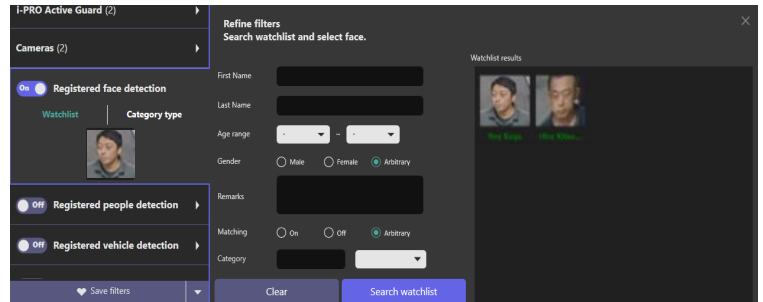 i-PRO Active Guard (2)
Cameras (2)
On Registered face detection
Watchlist Category type
Off Registered people detection
Off Registered vehicle detection
Save filters
Refine filters
Search watchlist and select face.
First Name
Last Name
Age range - ~ -
Gender Male Female Arbitrary
Remarks
Matching On Off Arbitrary
Category
Clear Search watchlist
Watchlist results